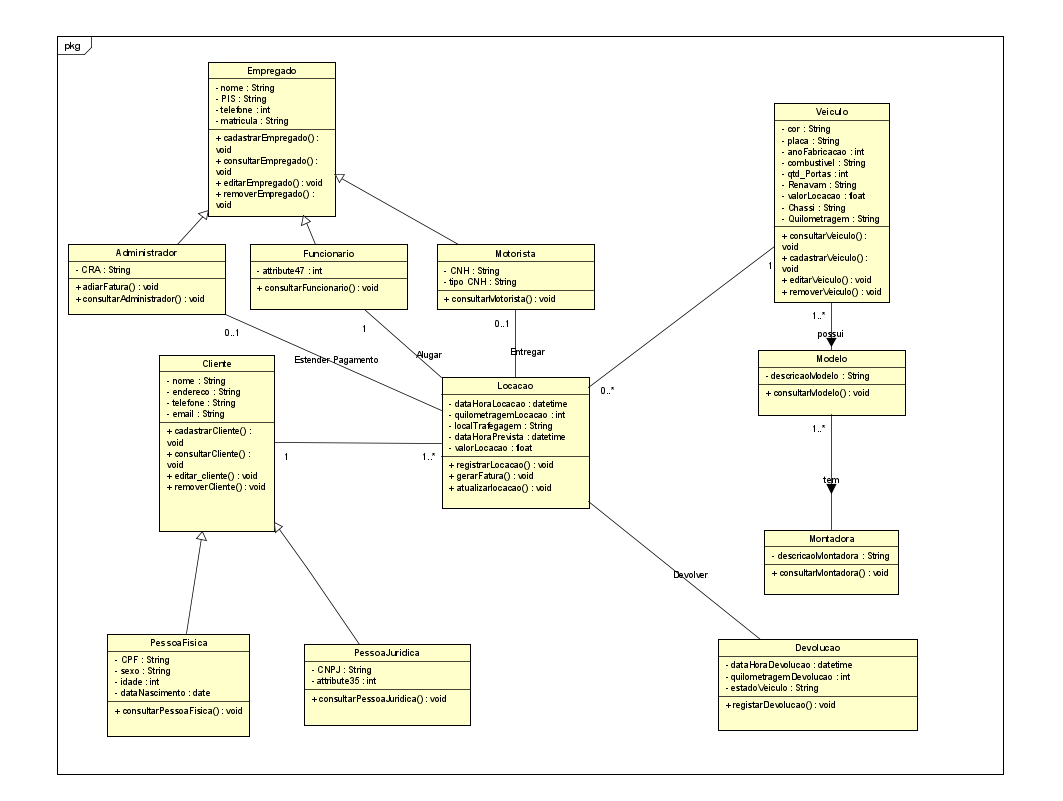 pkg
Empregado
- nome : String
- PIS : String
- telefone : int
- matricula : String
+ cadastrarEmpregado() :
void
+ consultarEmpregado() :
void
+ editarEmpregado() : void
+ removerEmpregado() :
void
Veiculo
- cor : String
- placa : String
- anoFabricacao : int
- combustivel : String
- qtd_Portas : int
- Renavam : String
- valorLocacao : float
- Chassi : String
- Quilometragem : String
+ consultarVeiculo() :
void
+ cadastrarVeiculo() :
void
+ editarVeiculo() : void
+ removerVeiculo() : void
Administrador
- CRA : String
+ adiarFatura() : void
+ consultarAdministrador() : void
Funcionario
- attribute47 : int
+ consultarFuncionario() : void
Motorista
- CNH : String
- tipo CNH : String
+ consultarMotorista() : void
1
0..1
1
0..1
1..*
possui
Estender Pagamento
Alugar
Entregar
Modelo
- descricaoModelo : String
+ consultarModelo() : void
Cliente
- nome : String
- endereco : String
- telefone : String
- email : String
+ cadastrarCliente() :
void
+ consultarCliente() :
void
+ editar_cliente() : void
+ removerCliente() : void
Locacao
- dataHoraLocacao : datetime
- quilometragemLocacao : int
- localTrafegagem : String
- dataHoraPrevista : datetime
- valorLocacao : float
+ registrarLocacao() : void
+ gerarFatura() : void
+ atualizarlocacao() : void
0..*
1..*
1
1..*
tem
Montadora
- descricaoMontadora : String
+ consultarMontadora() : void
Devolver
PessoaFisica
- CPF : String
- sexo : String
- idade : int
- dataNascimento : date
+ consultarPessoaFisica() : void
PessoaJuridica
- CNPJ : String
- attribute35 : int
+ consultarPessoaJuridica() : void
Devolucao
- dataHoraDevolucao : datetime
- quilometragemDevolucao : int
- estadoVeiculo : String
+ registarDevolucao() : void